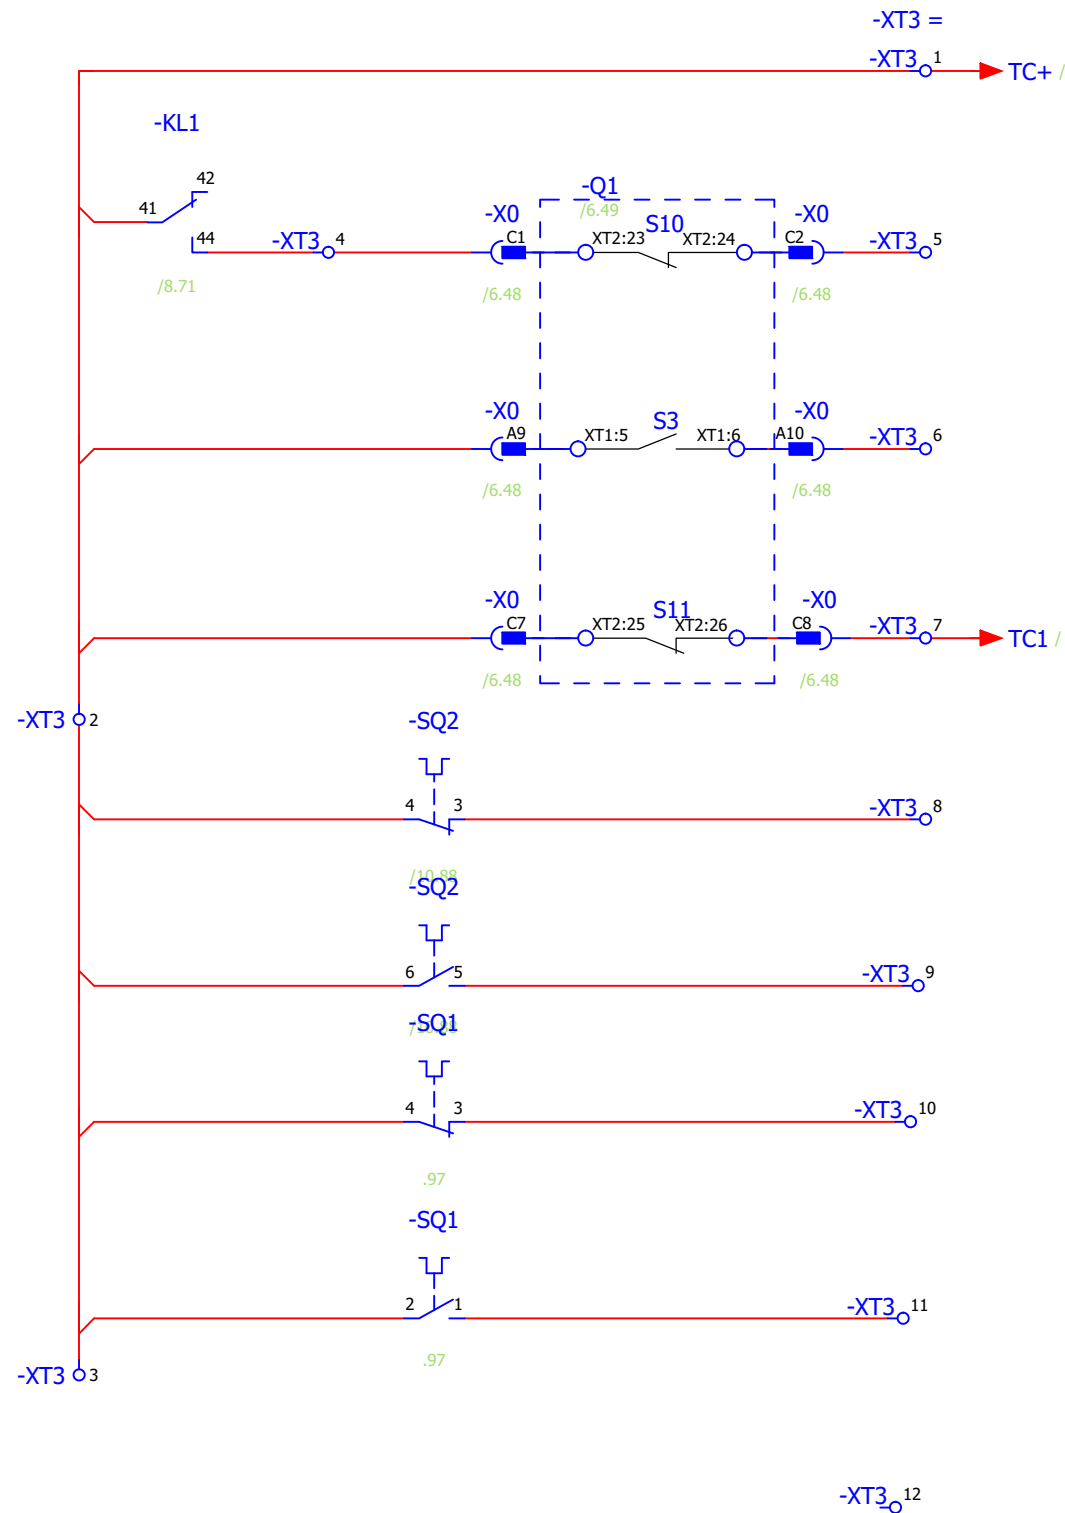 -XT3 =
-XT3 1 TC+ /
-KL1
42
41
-Q1
/6.49
44 -XT3 4 -X0 C1 XT2:23 S10 XT2:24 -X0 C2 -XT3 5
/8.71 /6.48 /6.48
-X0 A9 XT1:5 S3 XT1:6 -X0 A10 -XT3 6
/6.48 /6.48
-X0 C7 XT2:25 S11 XT2:26 -X0 C8 -XT3 7 TC1 /
/6.48 /6.48
-XT3 2 -SQ2
4 3 -XT3 8
/10.88
-SQ2
6 5 -XT3 9
-SQ1
4 3 -XT3 10
.97
-SQ1
2 1 -XT3 11
.97
-XT3 3
-XT3 12